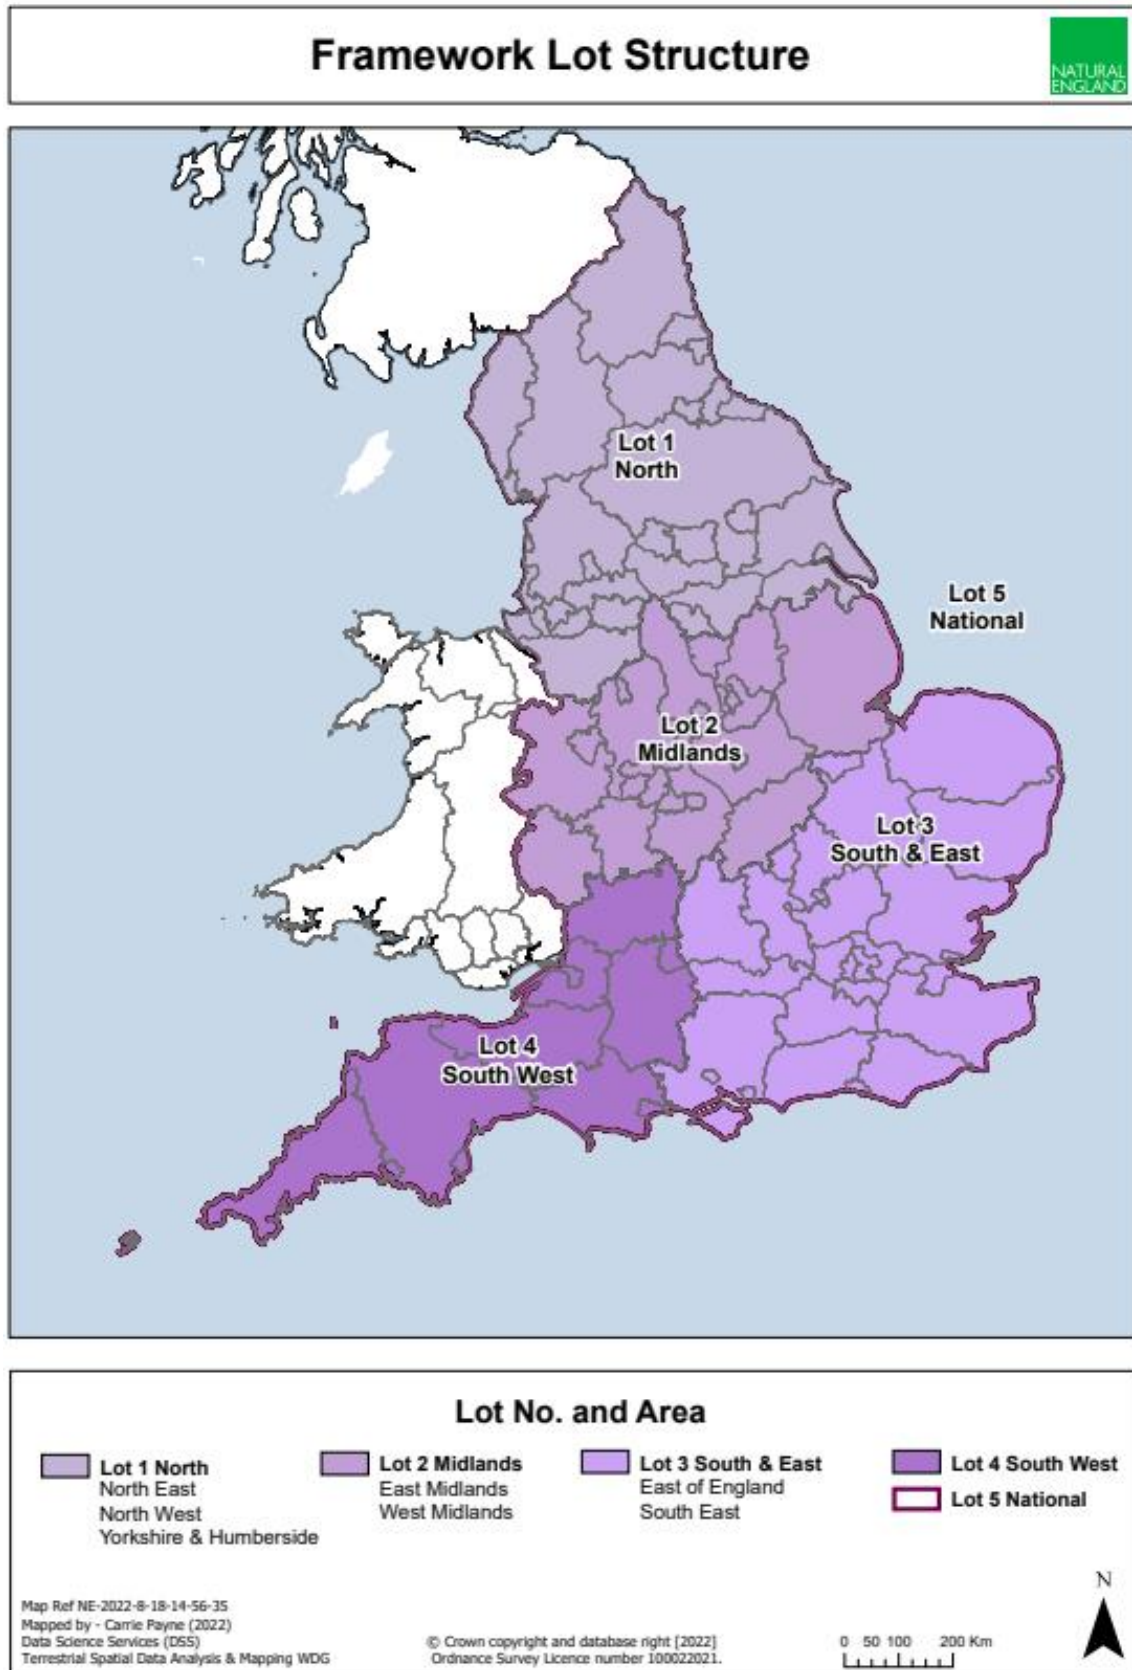 Framework Lot Structure
NATURAL
ENGLAND
Lot 1
North
Lot 5
National
Lot 2
Midlands
Lot 3
South & East
Lot 4
South West
Lot No. and Area
Lot 1 North
North East
North West
Yorkshire & Humberside
Lot 2 Midlands
East Midlands
West Midlands
Lot 3 South & East
East of England
South East
Lot 4 South West
Lot 5 National
Map Ref NE-2022-8-18-14-56-35
Mapped by - Carrie Payne (2022)
Data Science Services (DSS)
Terrestrial Spatial Data Analysis & Mapping WDG
© Crown copyright and database right [2022]
Ordnance Survey Licence number 100022021.
0 50 100 200 Km
N